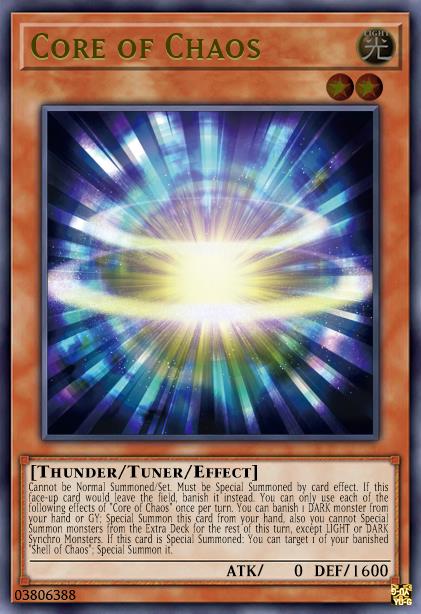 CORE OF CHAOS
LIGHT
光
[THUNDER/TUNER/EFFECT]
Cannot be Normal Summoned/Set. Must be Special Summoned by card effect. If this
face-up card would leave the field, banish it instead. You can only use each of the
following effects of "Core of Chaos" once per turn. You can banish 1 DARK monster from
your hand or GY; Special Summon this card from your hand, also you cannot Special
Summon monsters from the Extra Deck for the rest of this turn, except LIGHT or DARK
Synchro Monsters. If this card is Special Summoned: You can target 1 of your banished
"Shell of Chaos"; Special Summon it.
ATK/ 0 DEF/1600
03806388